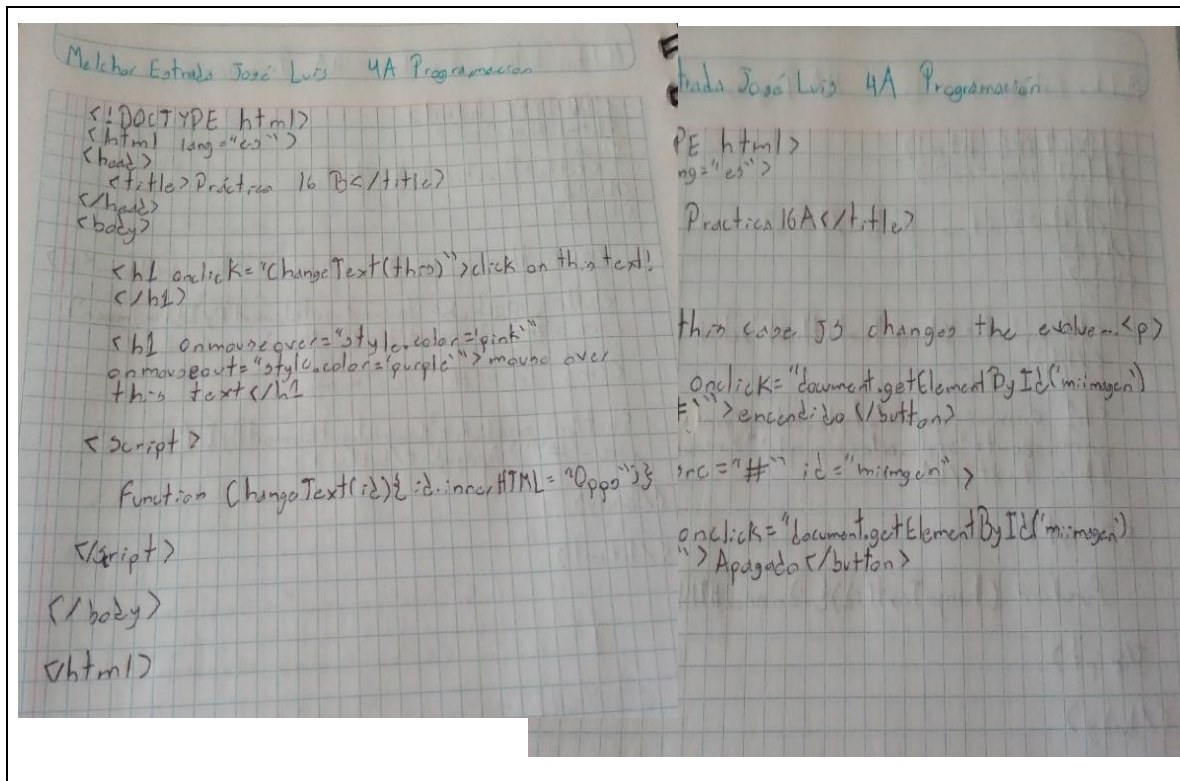 Melchor Estrada José Luis 4A Programacion
<!DOCTYPE html>
<html lang="es">
<head>
<title>Práctica 16 B</title>
</head>
<body>
<h1 onclick="ChangeText(this)">click on this text!
</h1>
<h1 onmouseover="style.color='pink'"
onmouseout="style.color='purple'">mouse over
this text</h1
<script>
Function ChangeText(id){ id.innerHTML= "Opps";}
</script>
</body>
</html>
trada José Luis 4A Programación
PE html>
ng="es">
Practica 16A</title>
this case JS changes the evalue...<p>
onclick="document.getElementById('miimagen')
">encendido</button>
src="#" id="miimgen">
onclick="document.getElementById('miimagen')
">Apagado</button>